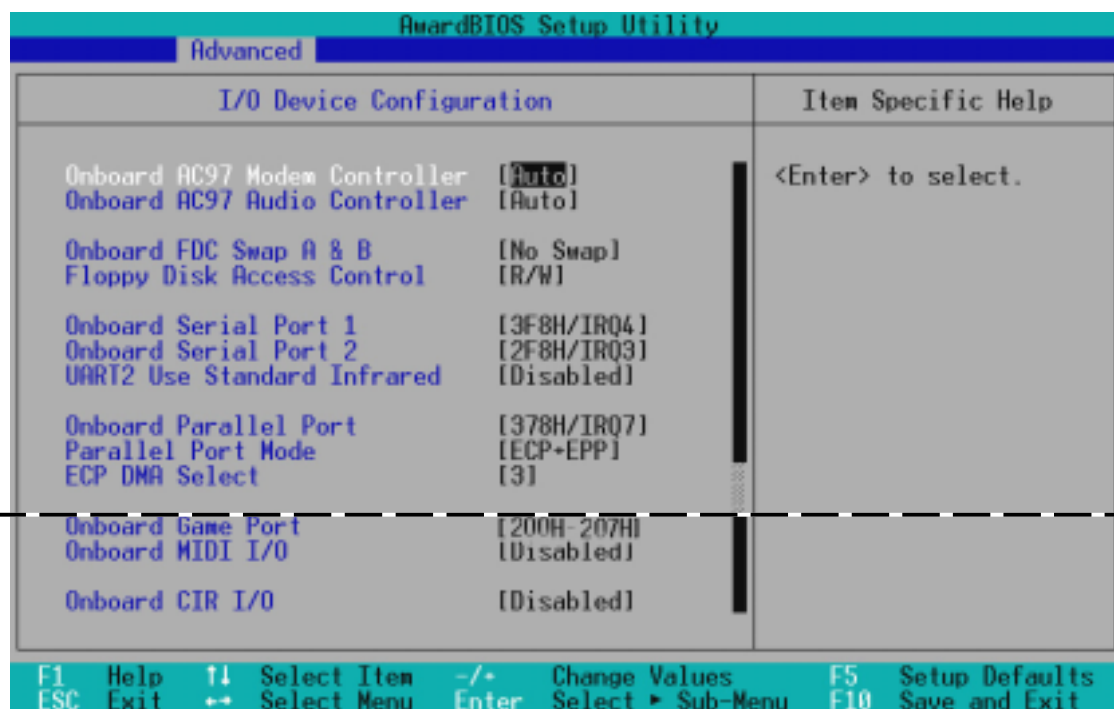 AwardBIOS Setup Utility
Advanced
I/O Device Configuration
Item Specific Help
Onboard AC97 Modem Controller [Auto]
<Enter> to select.
Onboard AC97 Audio Controller [Auto]
Onboard FDC Swap A & B [No Swap]
Floppy Disk Access Control [R/W]
Onboard Serial Port 1 [3F8H/IRQ4]
Onboard Serial Port 2 [2F8H/IRQ3]
UART2 Use Standard Infrared [Disabled]
Onboard Parallel Port [378H/IRQ7]
Parallel Port Mode [ECP+EPP]
ECP DMA Select [3]
Onboard Game Port [200H-207H]
Onboard MIDI I/O [Disabled]
Onboard CIR I/O [Disabled]
F1 Help ↑↓ Select Item -/+ Change Values F5 Setup Defaults
ESC Exit ←→ Select Menu Enter Select ► Sub-Menu F10 Save and Exit